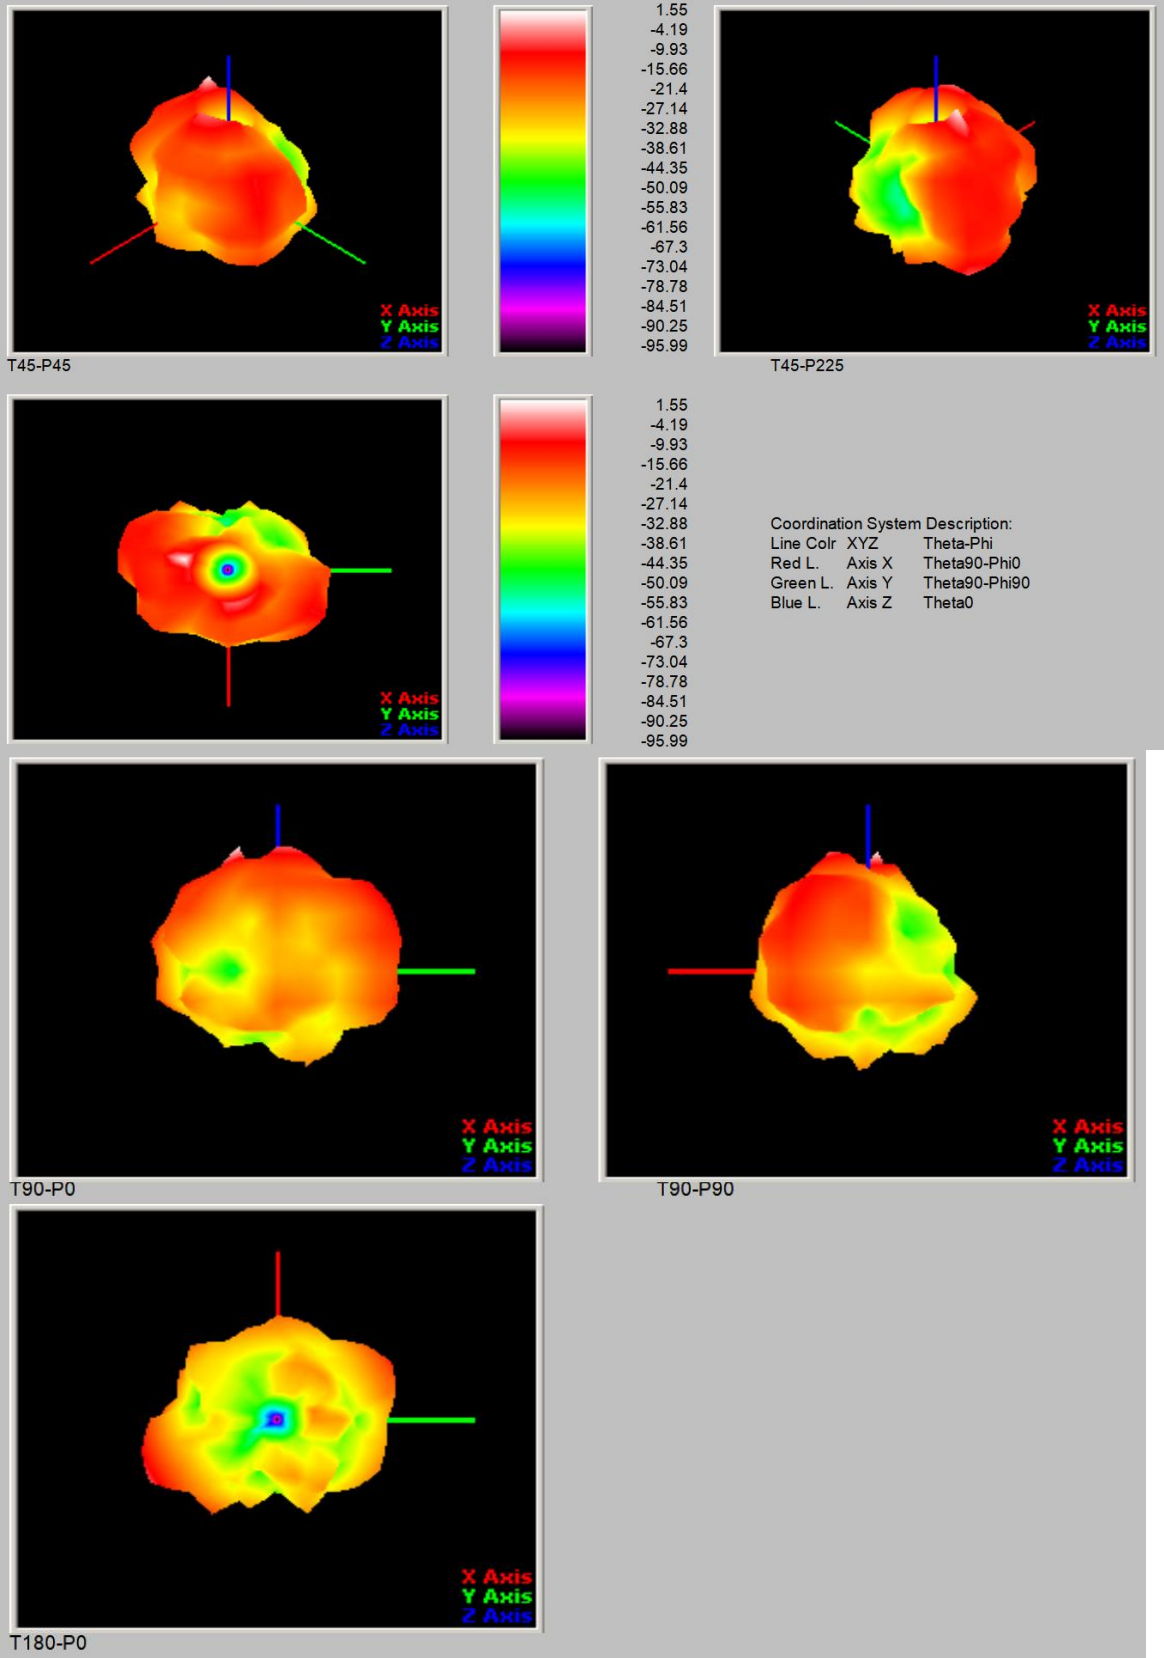 1.55
-4.19
-9.93
-15.66
-21.4
-27.14
-32.88
-38.61
-44.35
-50.09
-55.83
-61.56
-67.3
-73.04
-78.78
-84.51
-90.25
-95.99
X Axis
Y Axis
Z Axis
T45-P45
X Axis
Y Axis
Z Axis
T45-P225
X Axis
Y Axis
Z Axis
1.55
-4.19
-9.93
-15.66
-21.4
-27.14
-32.88
-38.61
-44.35
-50.09
-55.83
-61.56
-67.3
-73.04
-78.78
-84.51
-90.25
-95.99
Coordination System Description:
Line Colr XYZ Theta-Phi
Red L. Axis X Theta90-Phi0
Green L. Axis Y Theta90-Phi90
Blue L. Axis Z Theta0
X Axis
Y Axis
Z Axis
T90-P0
X Axis
Y Axis
Z Axis
T90-P90
X Axis
Y Axis
Z Axis
T180-P0